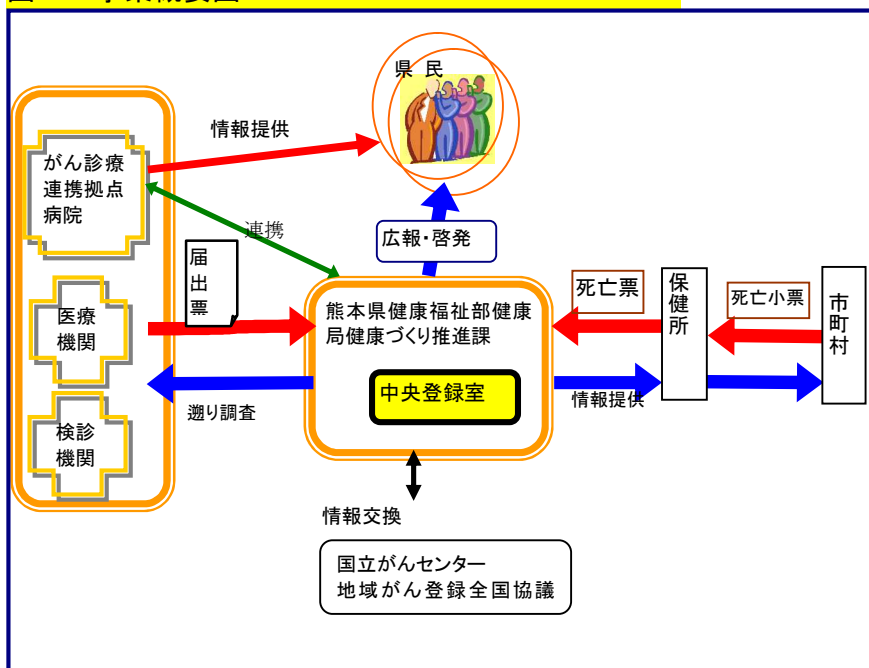 県 民
情報提供
がん診療
連携拠点
病院
連携
広報・啓発
届
出
票
死亡票
保
健
所
死亡小票
市
町
村
医療
機関
熊本県健康福祉部健康
局健康づくり推進課
中央登録室
情報提供
遡り調査
検診
機関
情報交換
国立がんセンター
地域がん登録全国協議